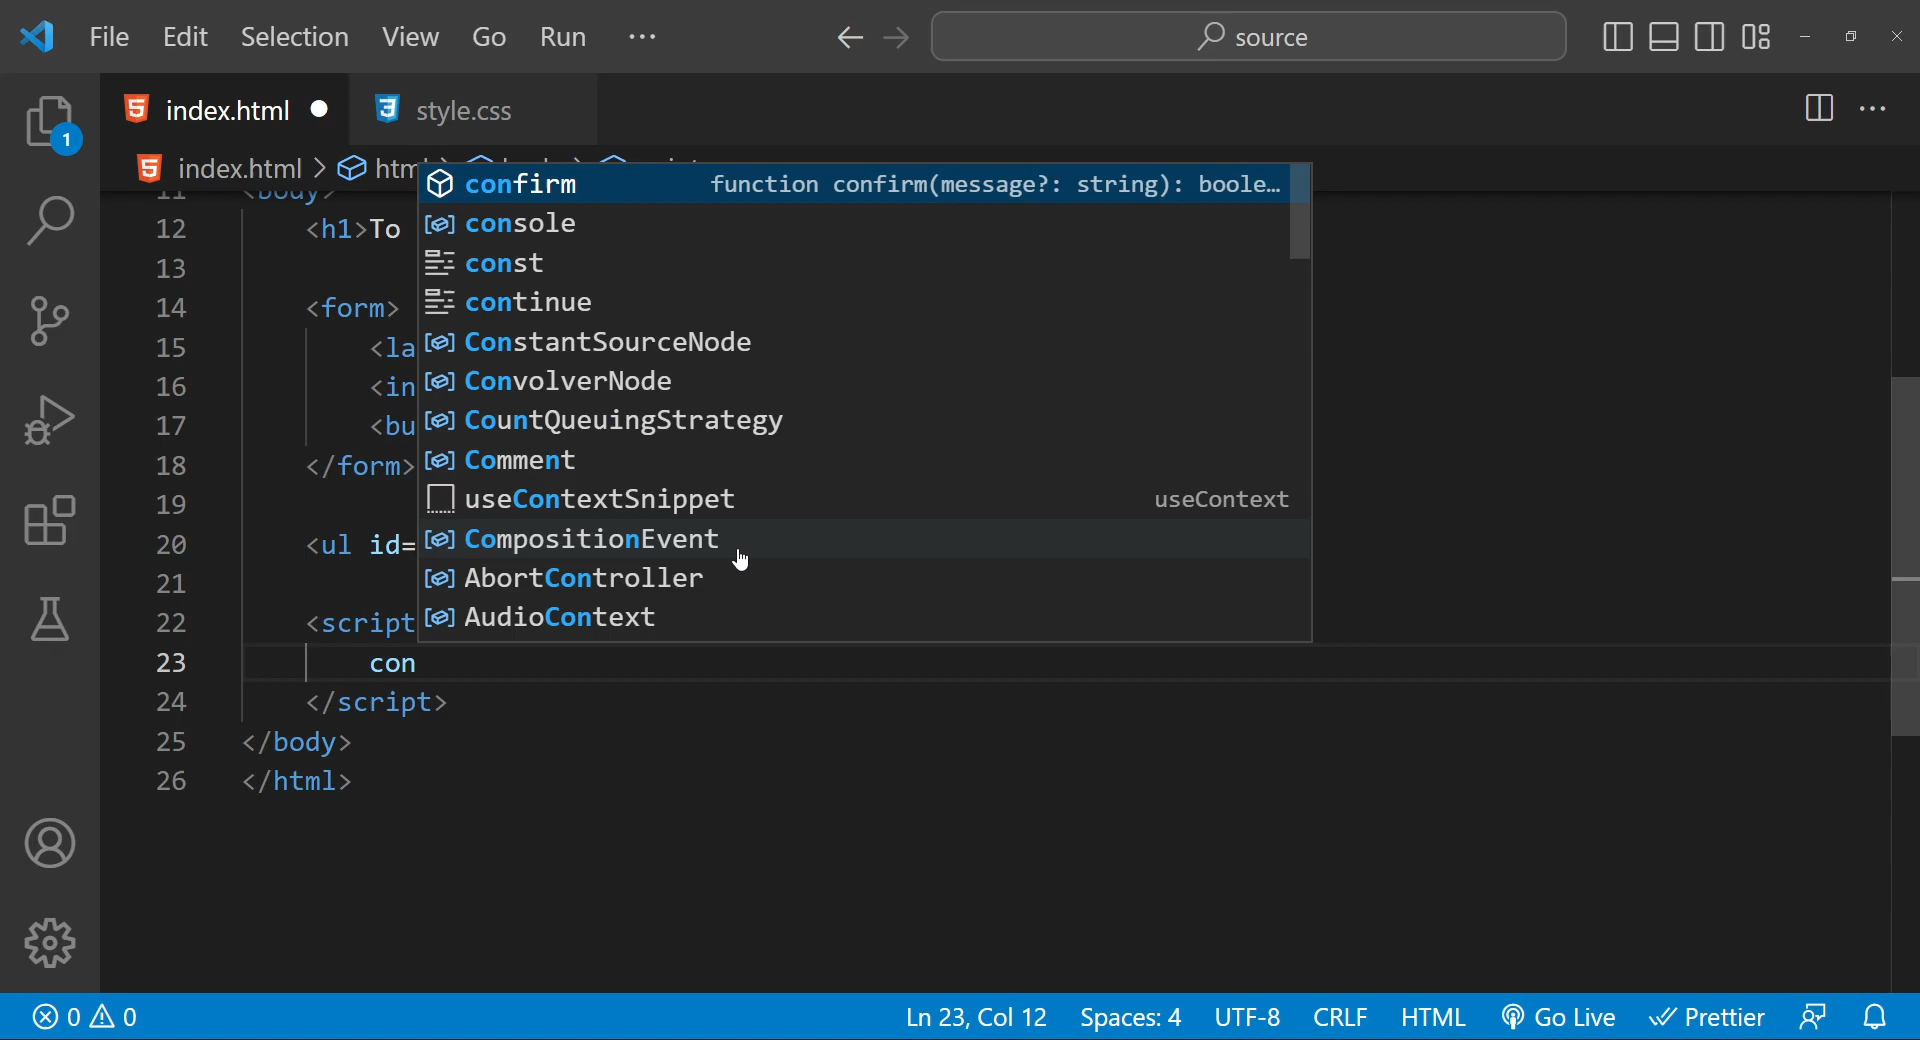 File Edit Selection View Go Run ··· source
index.html style.css ···
1
index.html > htm
11 <body>
12 <h1>To
13
14 <form>
15 <la
16 <in
17 <bu
18 </form>
19
20 <ul id=
21
22 <script
confirm function confirm(message?: string): boole…
console
const
continue
ConstantSourceNode
ConvolverNode
CountQueuingStrategy
Comment
useContextSnippet useContext
CompositionEvent
AbortController
AudioContext
23 con
24 </script>
25 </body>
26 </html>
0 0 Ln 23, Col 12 Spaces: 4 UTF-8 CRLF HTML Go Live Prettier